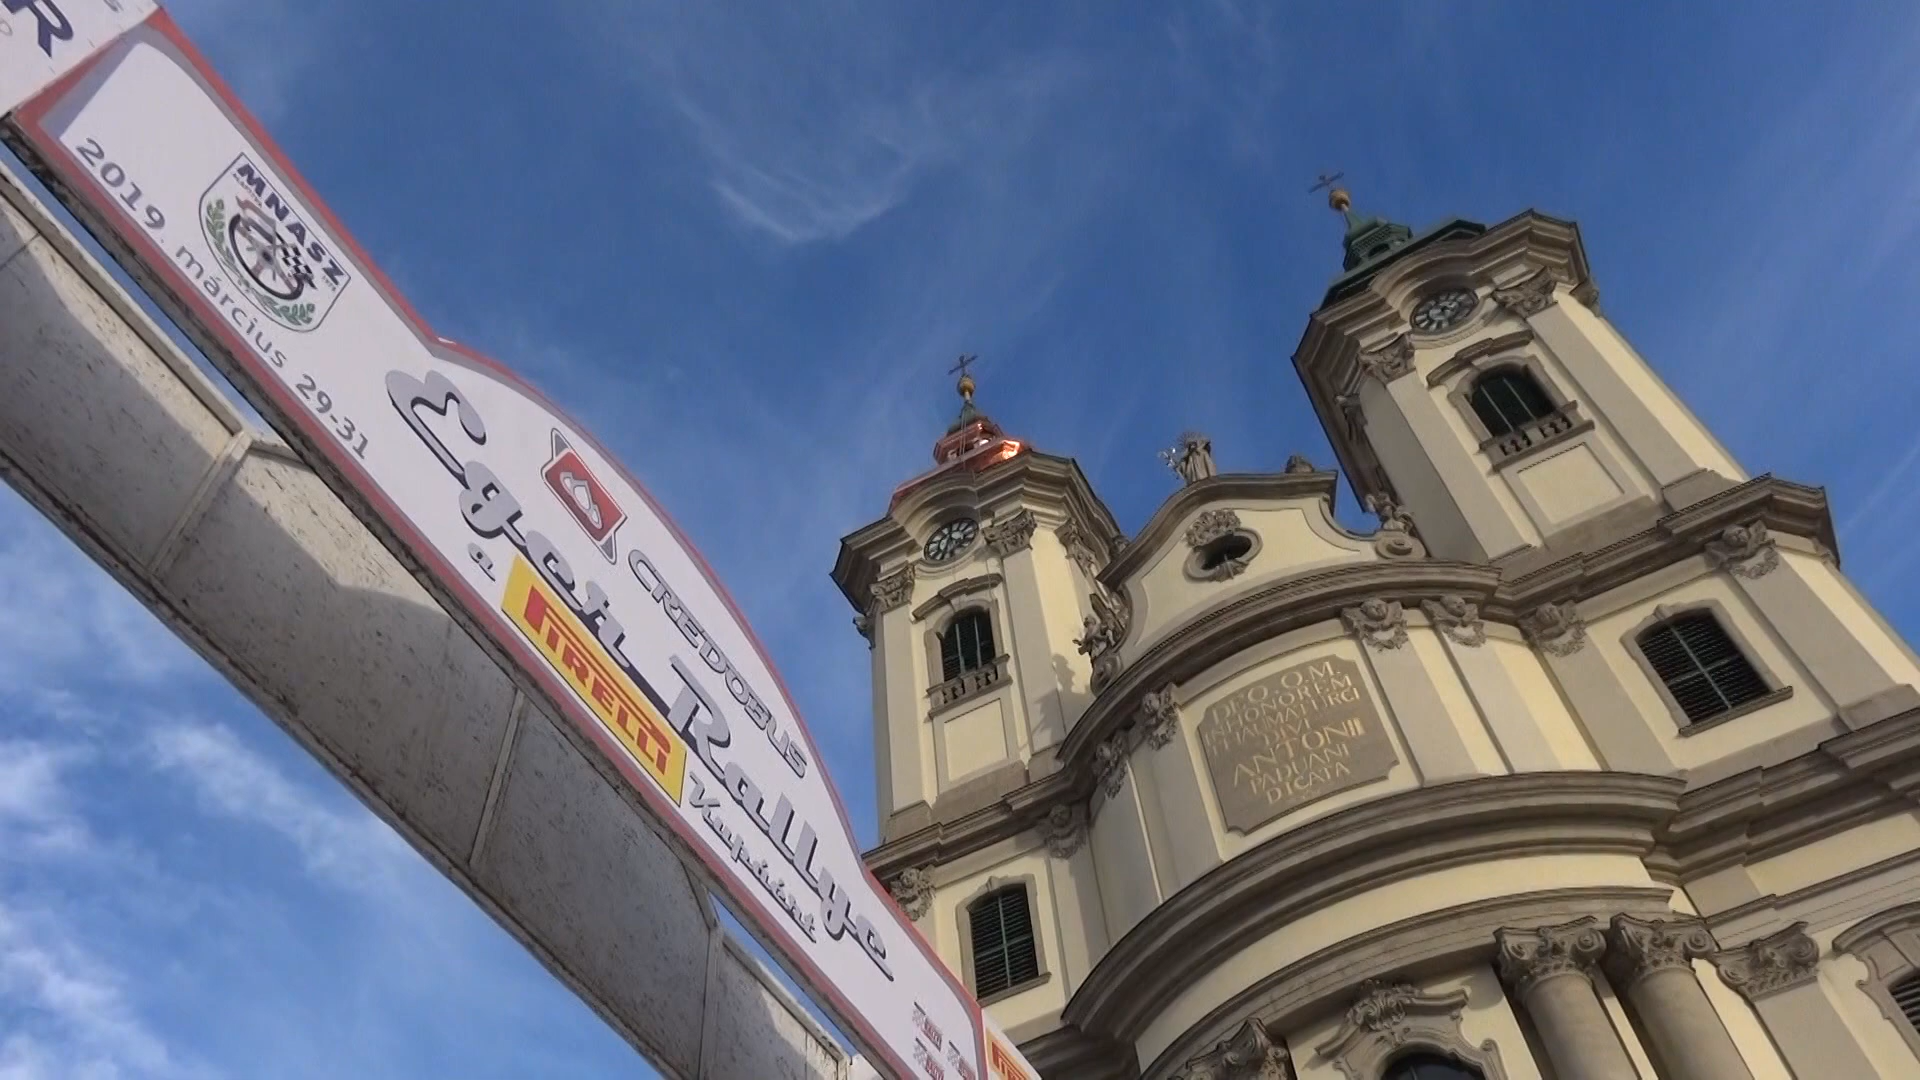 R
MNASZ
2019. március 29-31
CREDOBUS
Eger Rallye
a PIRELLI Kupáért
DEO. O. M.
IN HONOREM
THAUMATURGI
DIVI
ANTONII
PADUANI
DICATA